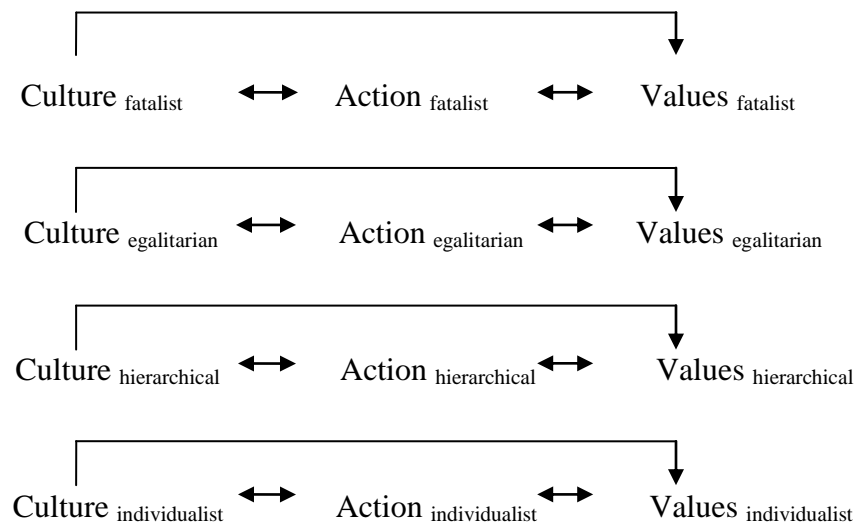 Culture fatalist Action fatalist Values fatalist
Culture egalitarian Action egalitarian Values egalitarian
Culture hierarchical Action hierarchical Values hierarchical
Culture individualist Action individualist Values individualist